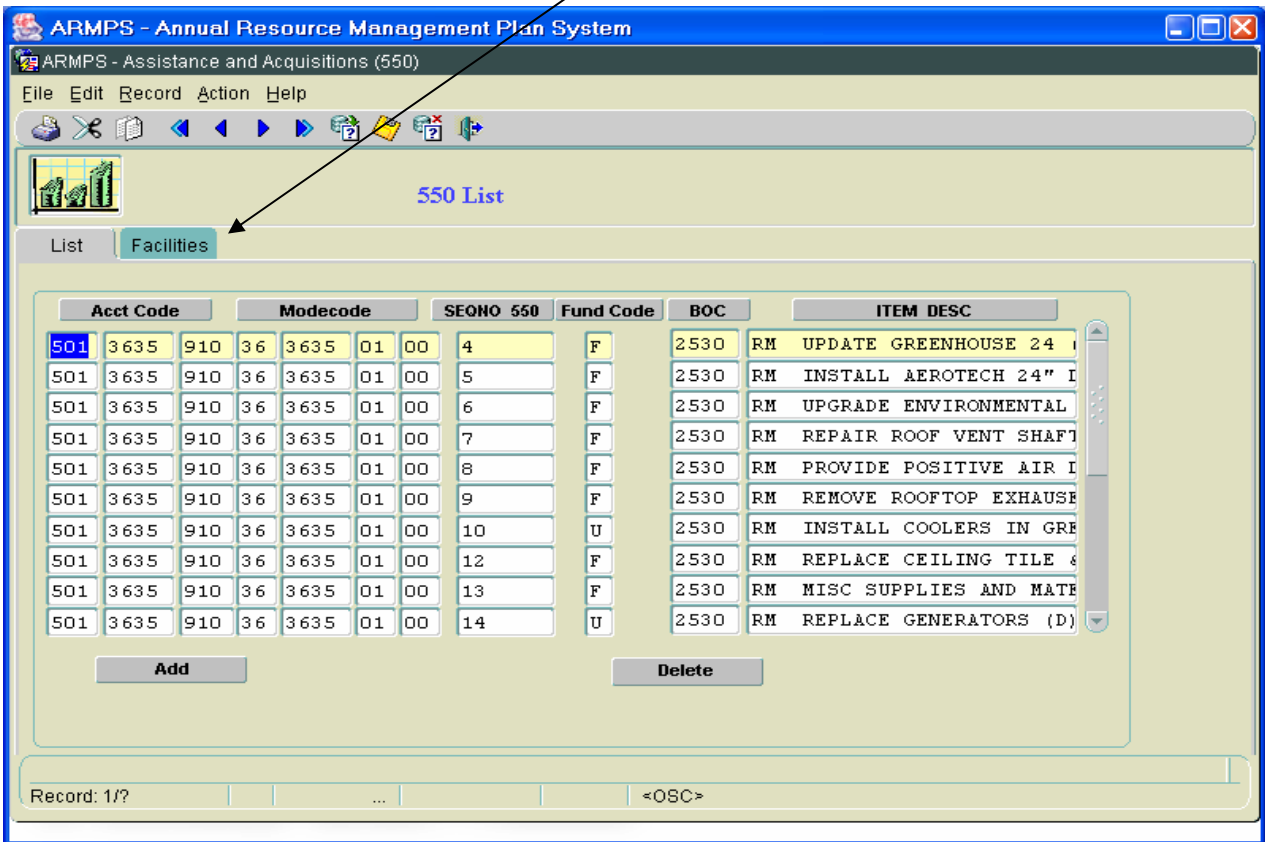 ARMPS - Annual Resource Management Plan System
ARMPS - Assistance and Acquisitions (550)
File Edit Record Action Help
550 List
List Facilities
Acct Code Modecode SEQNO 550 Fund Code BOC ITEM DESC
501 3635 910 36 3635 01 00 4 F 2530 RM UPDATE GREENHOUSE 24
501 3635 910 36 3635 01 00 5 F 2530 RM INSTALL AEROTECH 24"
501 3635 910 36 3635 01 00 6 F 2530 RM UPGRADE ENVIRONMENTAL
501 3635 910 36 3635 01 00 7 F 2530 RM REPAIR ROOF VENT SHAFT
501 3635 910 36 3635 01 00 8 F 2530 RM PROVIDE POSITIVE AIR
501 3635 910 36 3635 01 00 9 F 2530 RM REMOVE ROOFTOP EXHAUSE
501 3635 910 36 3635 01 00 10 U 2530 RM INSTALL COOLERS IN GRE
501 3635 910 36 3635 01 00 12 F 2530 RM REPLACE CEILING TILE &
501 3635 910 36 3635 01 00 13 F 2530 RM MISC SUPPLIES AND MATE
501 3635 910 36 3635 01 00 14 U 2530 RM REPLACE GENERATORS (D)
Add Delete
Record: 1/? ... <OSC>